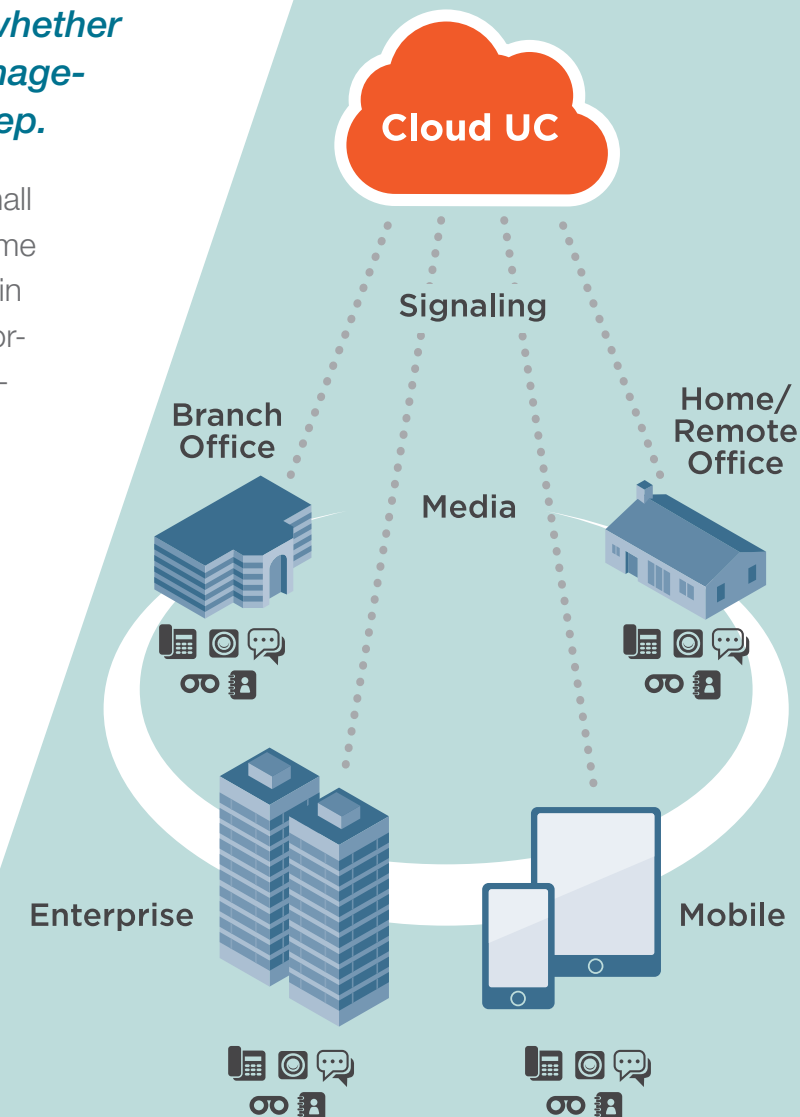 whether
nage-
ep.
nall
me
in
or-
-
Cloud UC
Signaling
Branch
Office
Home/
Remote
Office
Media
Enterprise
Mobile